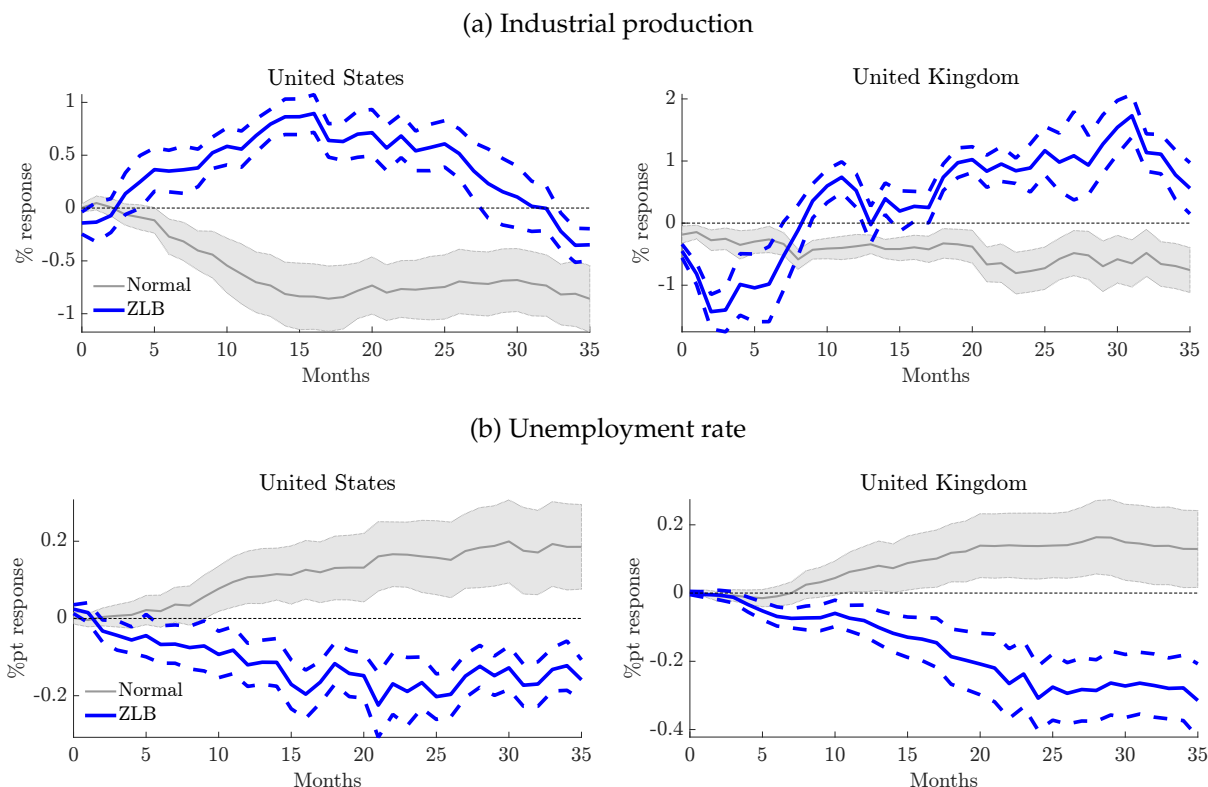 (a) Industrial production
United States
United Kingdom
% response
1
0.5
0
-0.5
-1
Normal
ZLB
0 5 10 15 20 25 30 35
Months
% response
2
1
0
-1
0 5 10 15 20 25 30 35
Months
(b) Unemployment rate
United States
United Kingdom
%pt response
0.2
0
-0.2
Normal
ZLB
0 5 10 15 20 25 30 35
Months
%pt response
0.2
0
-0.2
-0.4
0 5 10 15 20 25 30 35
Months